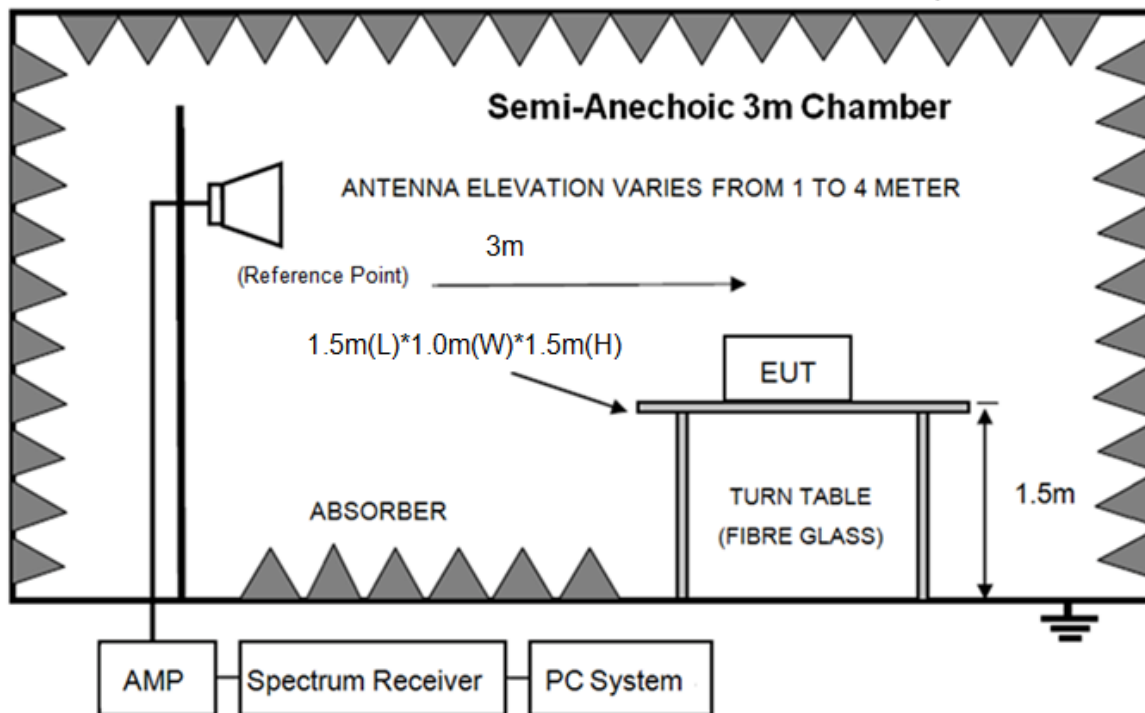 Semi-Anechoic 3m Chamber
ANTENNA ELEVATION VARIES FROM 1 TO 4 METER
3m
(Reference Point)
1.5m(L)*1.0m(W)*1.5m(H)
EUT
ABSORBER
TURN TABLE
(FIBRE GLASS)
1.5m
AMP
Spectrum Receiver
PC System